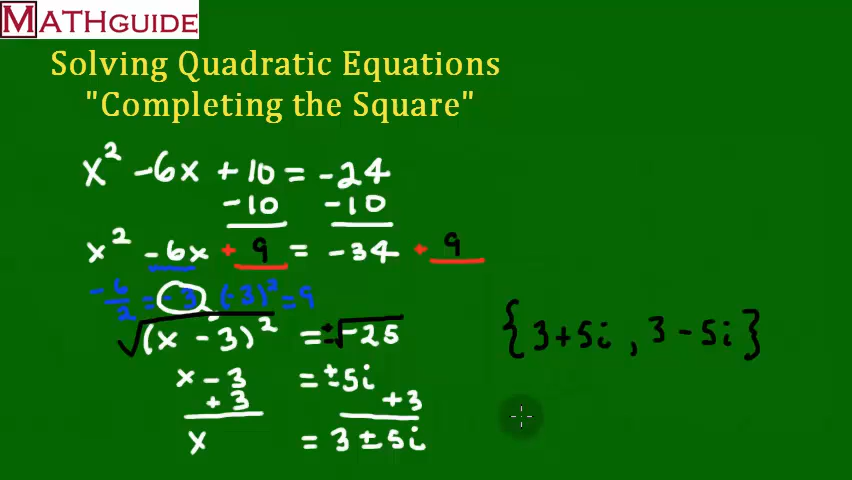 MATHGUIDE
Solving Quadratic Equations
"Completing the Square"
x² -6x + 10 = -24
-10 -10
x² -6x + 9 = -34 + 9
-6/2 = -3 (-3)² = 9
√(x - 3)² = ±√-25
x - 3 = ±5i
+ 3 +3
x = 3 ± 5i
{3+5i, 3-5i}